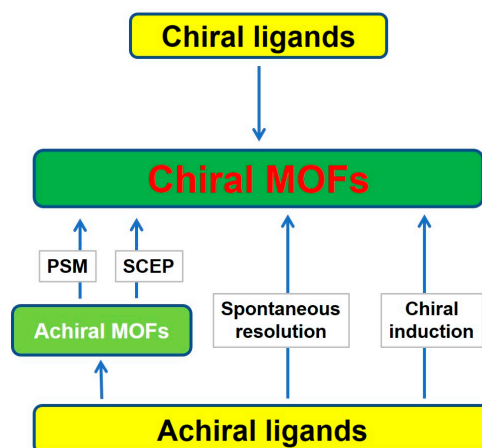 Chiral ligands
Chiral MOFs
PSM
SCEP
Achiral MOFs
Spontaneous
resolution
Chiral
induction
Achiral ligands